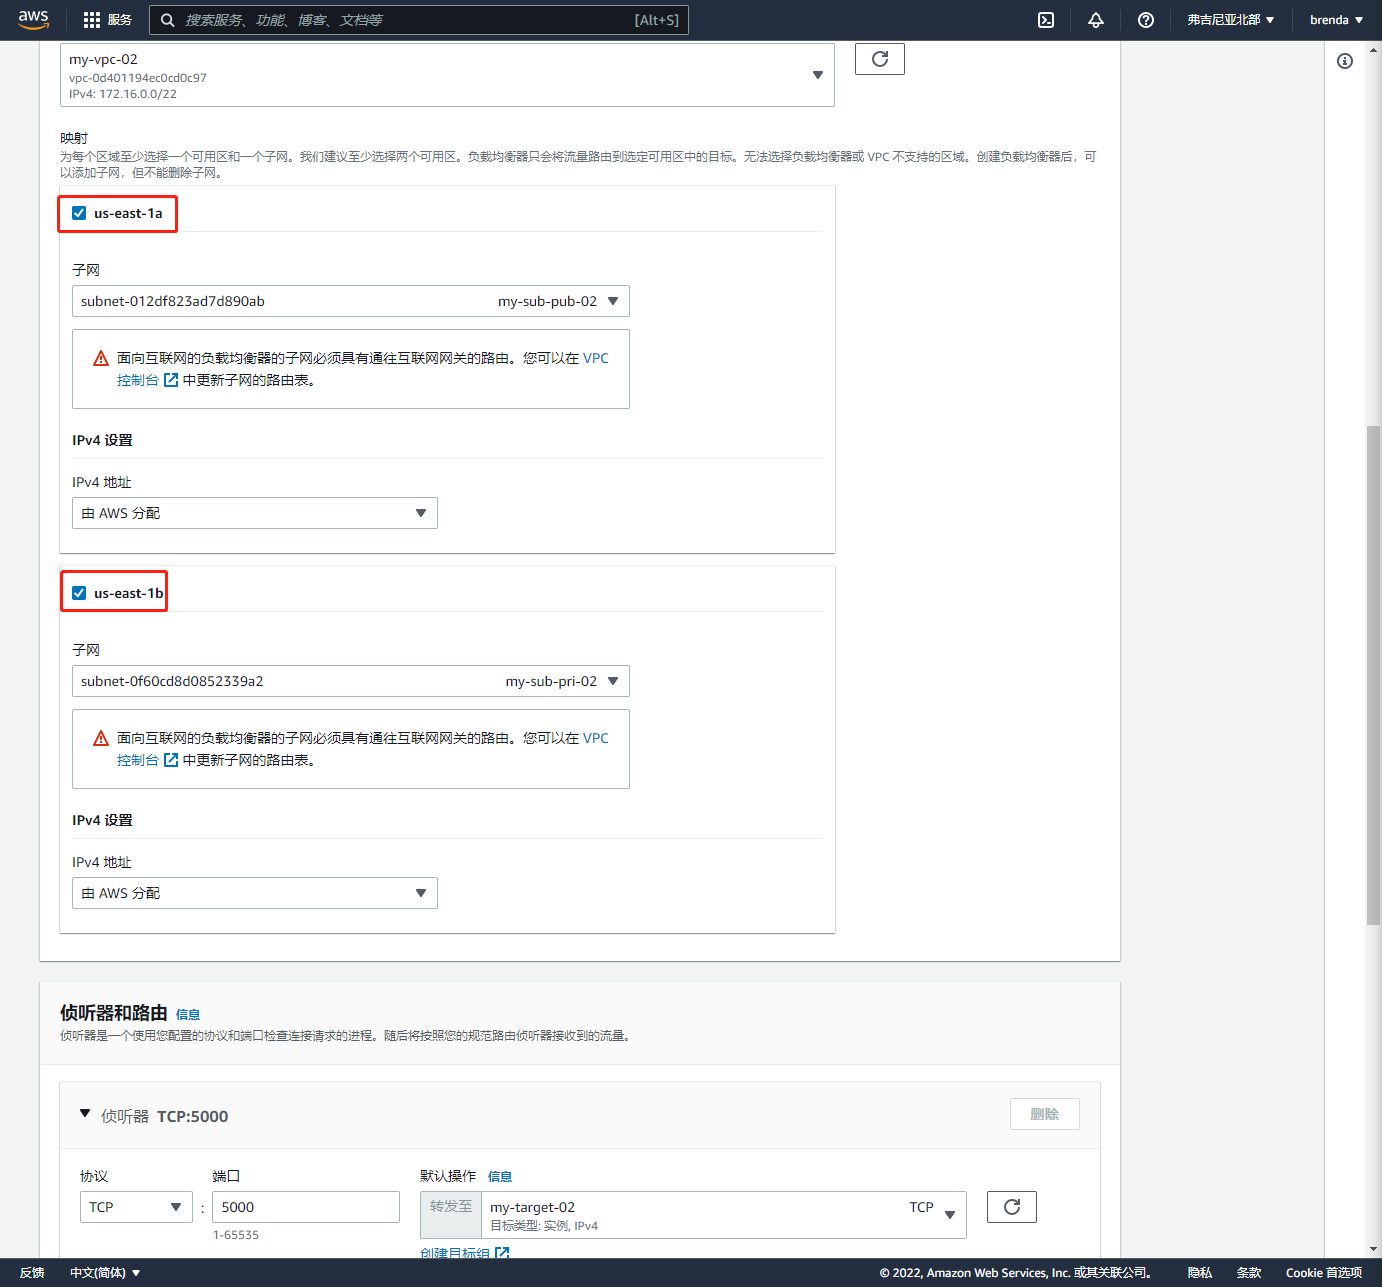 aws 服务 搜索服务、功能、博客、文档等 [Alt+S] 弗吉尼亚北部 brenda
my-vpc-02
vpc-0d401194ec0cd0c97
IPv4: 172.16.0.0/22
映射
为每个区域至少选择一个可用区和一个子网。我们建议至少选择两个可用区。负载均衡器只会将流量路由到选定可用区中的目标。无法选择负载均衡器或 VPC 不支持的区域。创建负载均衡器后，可
以添加子网，但不能删除子网。
us-east-1a
子网
subnet-012df823ad7d890ab my-sub-pub-02
面向互联网的负载均衡器的子网必须具有通往互联网网关的路由。您可以在 VPC
控制台 中更新子网的路由表。
IPv4 设置
IPv4 地址
由 AWS 分配
us-east-1b
子网
subnet-0f60cd8d0852339a2 my-sub-pri-02
面向互联网的负载均衡器的子网必须具有通往互联网网关的路由。您可以在 VPC
控制台 中更新子网的路由表。
IPv4 设置
IPv4 地址
由 AWS 分配
侦听器和路由 信息
侦听器是一个使用您配置的协议和端口检查连接请求的进程。随后将按照您的规范路由侦听器接收到的流量。
侦听器 TCP:5000 删除
协议 端口 默认操作 信息
TCP : 5000 转发至 my-target-02 TCP
目标类型: 实例, IPv4
1-65535
创建目标组
反馈 中文(简体) © 2022, Amazon Web Services, Inc. 或其关联公司。 隐私 条款 Cookie 首选项